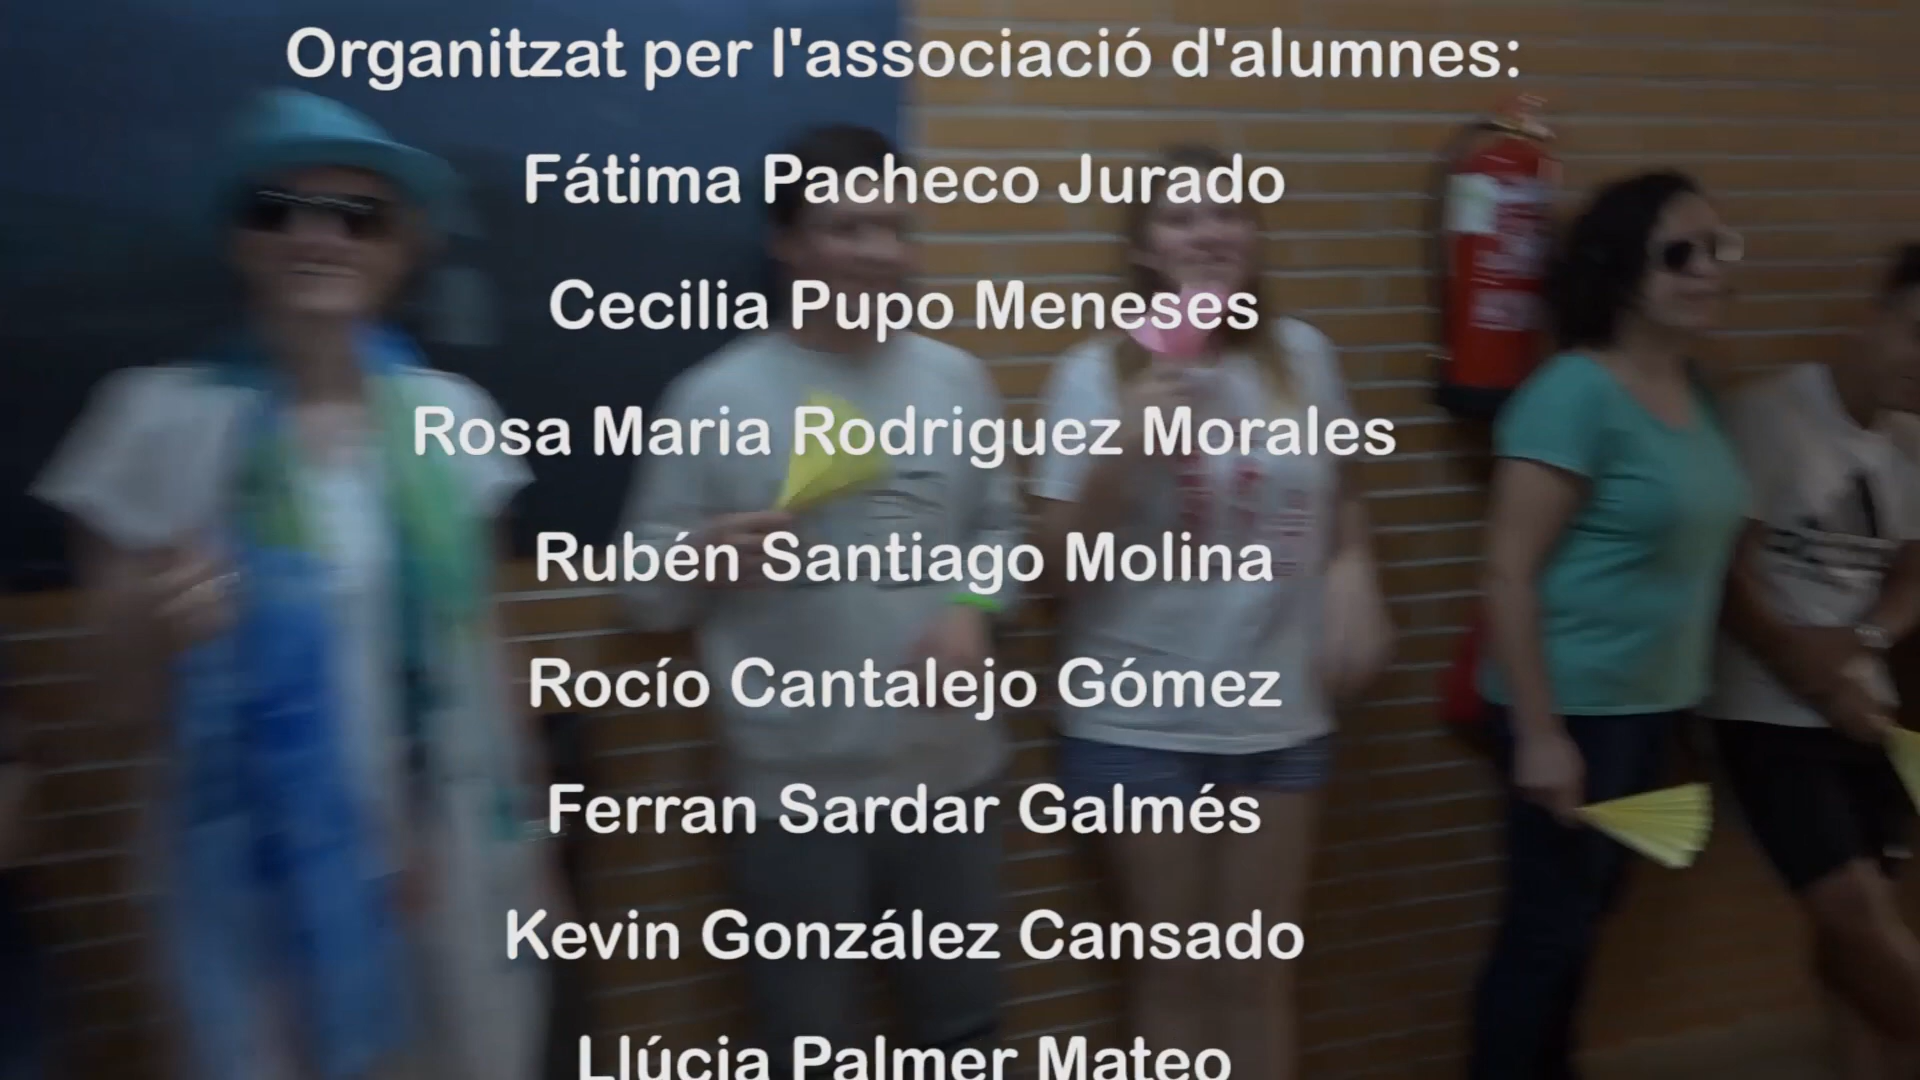 Organitzat per l'associació d'alumnes:
Fátima Pacheco Jurado
Cecilia Pupo Meneses
Rosa Maria Rodriguez Morales
Rubén Santiago Molina
Rocío Cantalejo Gómez
Ferran Sardar Galmés
Kevin González Cansado
Llúcia Palmer Mateo